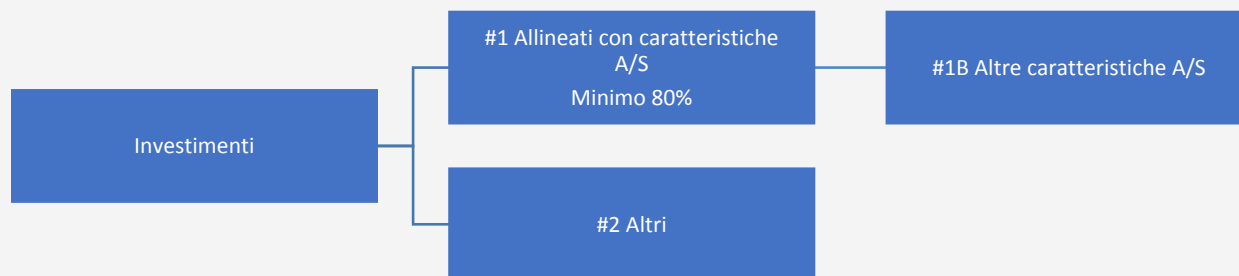 Investimenti
#1 Allineati con caratteristiche
A/S
Minimo 80%
#1B Altre caratteristiche A/S
#2 Altri